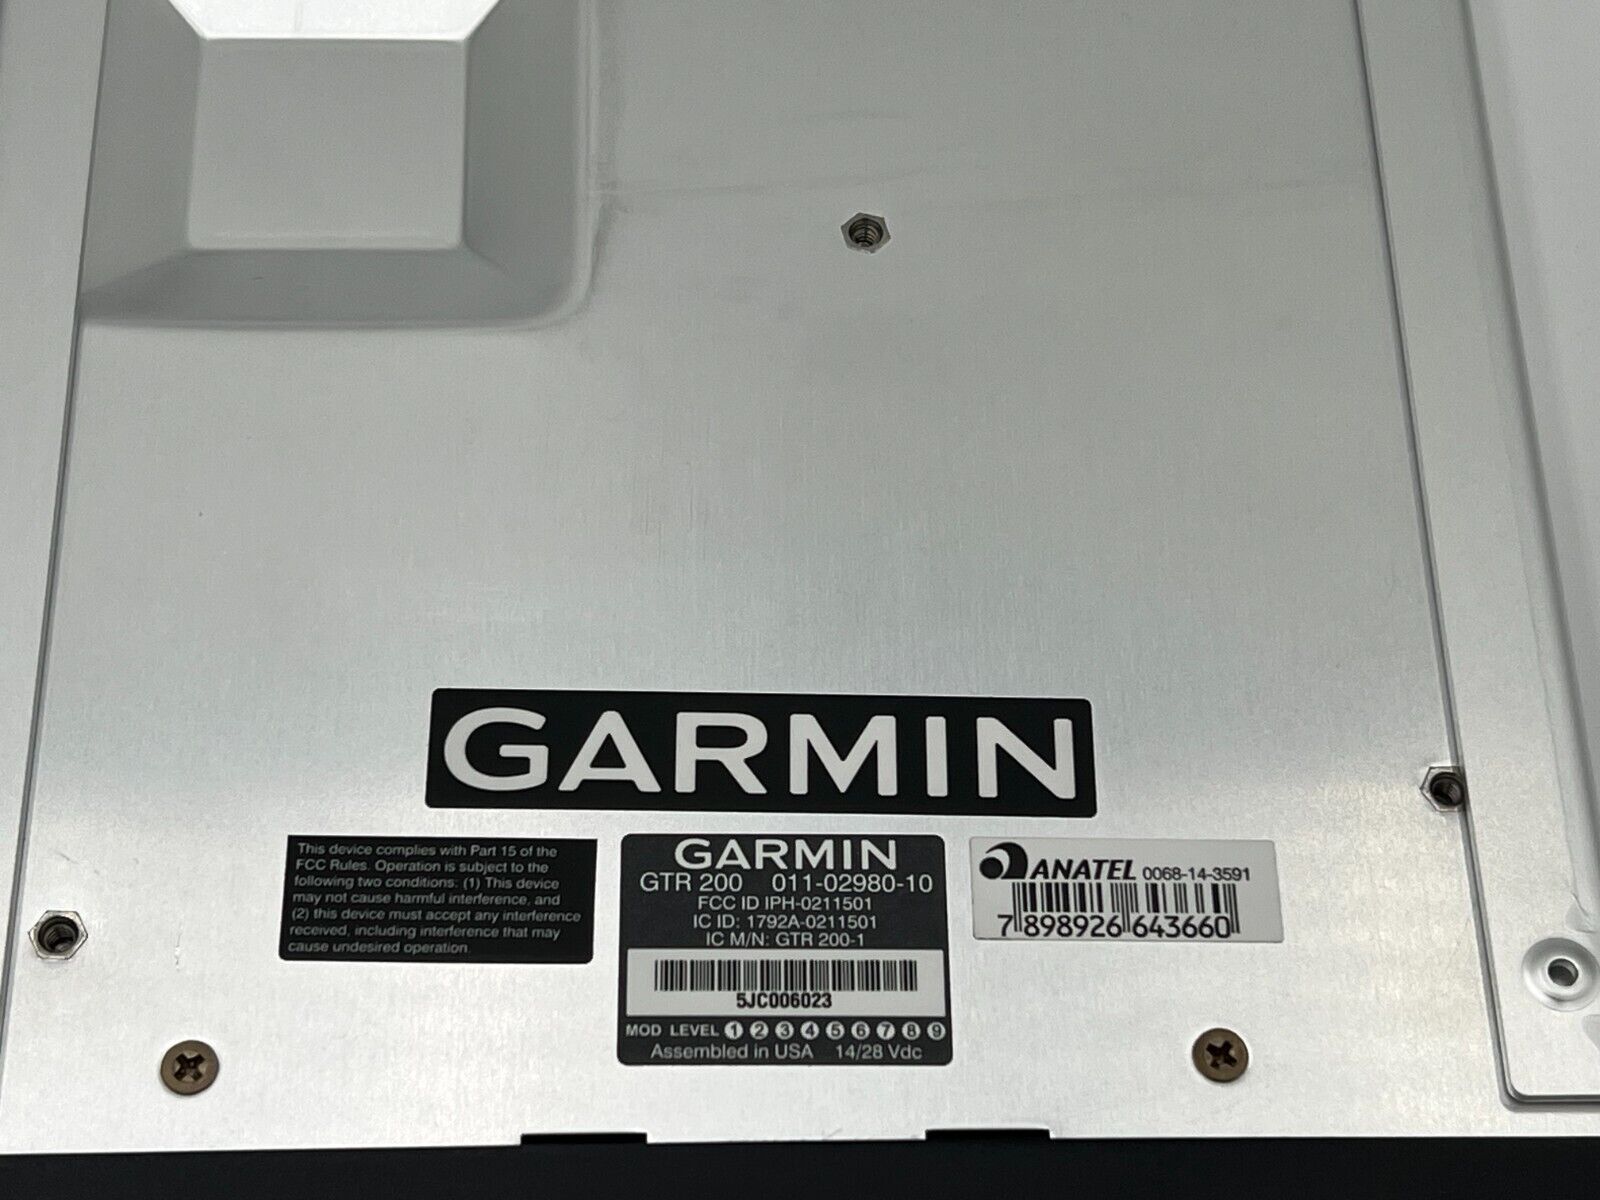 GARMIN
This device complies with Part 15 of the
FCC Rules. Operation is subject to the
following two conditions: (1) This device
may not cause harmful interference, and
(2) this device must accept any interference
received, including interference that may
cause undesired operation.
GARMIN
GTR 200 011-02980-10
FCC ID IPH-0211501
IC ID: 1792A-0211501
IC M/N: GTR 200-1
5JC006023
MOD LEVEL 1 2 3 4 5 6 7 8 9
Assembled in USA 14/28 Vdc
ANATEL 0068-14-3591
7 898926 643660